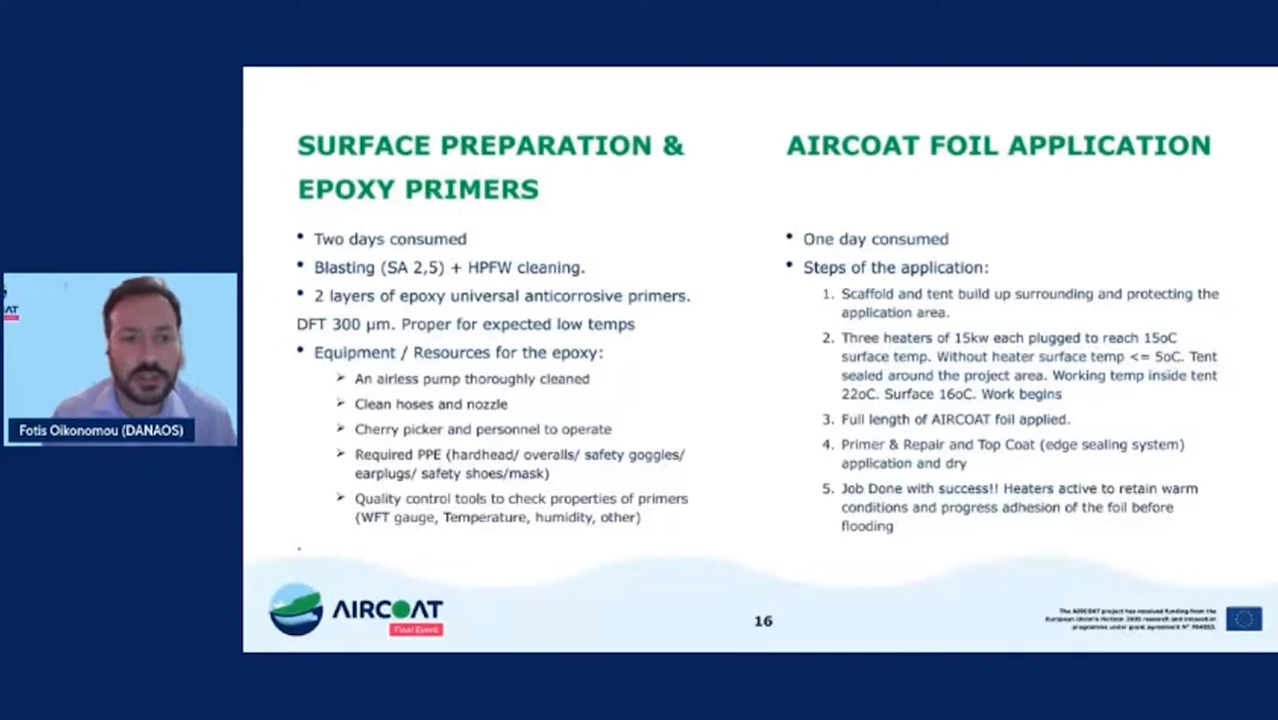 SURFACE PREPARATION &
EPOXY PRIMERS
• Two days consumed
• Blasting (SA 2,5) + HPFW cleaning.
• 2 layers of epoxy universal anticorrosive primers.
DFT 300 µm. Proper for expected low temps
• Equipment / Resources for the epoxy:
➢ An airless pump thoroughly cleaned
➢ Clean hoses and nozzle
➢ Cherry picker and personnel to operate
➢ Required PPE (hardhead/ overalls/ safety goggles/
earplugs/ safety shoes/mask)
➢ Quality control tools to check properties of primers
(WFT gauge, Temperature, humidity, other)
.
AIRCOAT FOIL APPLICATION
• One day consumed
• Steps of the application:
1. Scaffold and tent build up surrounding and protecting the
application area.
2. Three heaters of 15kw each plugged to reach 15oC
surface temp. Without heater surface temp <= 5oC. Tent
sealed around the project area. Working temp inside tent
22oC. Surface 16oC. Work begins
3. Full length of AIRCOAT foil applied.
4. Primer & Repair and Top Coat (edge sealing system)
application and dry
5. Job Done with success!! Heaters active to retain warm
conditions and progress adhesion of the foil before
flooding
Fotis Oikonomou (DANAOS)
AIRCOAT
Final Event
16
The AIRCOAT project has received funding from the
European Union's Horizon 2020 research and innovation
programme under grant agreement N°